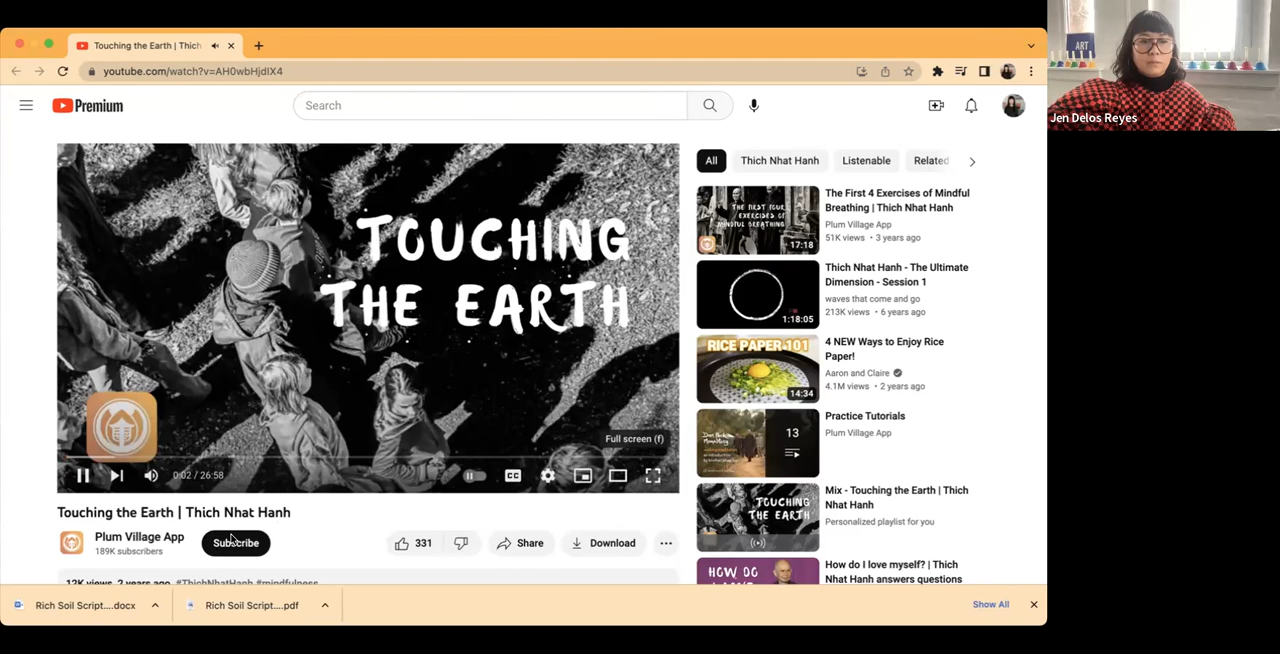 Touching the Earth | Thich
youtube.com/watch?v=AH0wbHjdIX4
Premium
Search
TOUCHING
THE EARTH
Full screen (f)
0:02 / 26:58
CC
Touching the Earth | Thich Nhat Hanh
Plum Village App
189K subscribers
Subscribe
331
Share
Download
12K views 2 years ago #ThichNhatHanh #mindfulness
All
Thich Nhat Hanh
Listenable
Related
THE FIRST FOUR
EXERCISES OF
MINDFUL BREATHING
17:18
The First 4 Exercises of Mindful
Breathing | Thich Nhat Hanh
Plum Village App
51K views • 3 years ago
1:18:05
Thich Nhat Hanh - The Ultimate
Dimension - Session 1
waves that come and go
213K views • 6 years ago
RICE PAPER 101
14:34
4 NEW Ways to Enjoy Rice
Paper!
Aaron and Claire
4.1M views • 2 years ago
13
Practice Tutorials
Plum Village App
TOUCHING
THE EARTH
Mix - Touching the Earth | Thich
Nhat Hanh
Personalized playlist for you
HOW DO
How do I love myself? | Thich
Nhat Hanh answers questions
Rich Soil Script....docx
Rich Soil Script....pdf
Show All
ART
Jen Delos Reyes